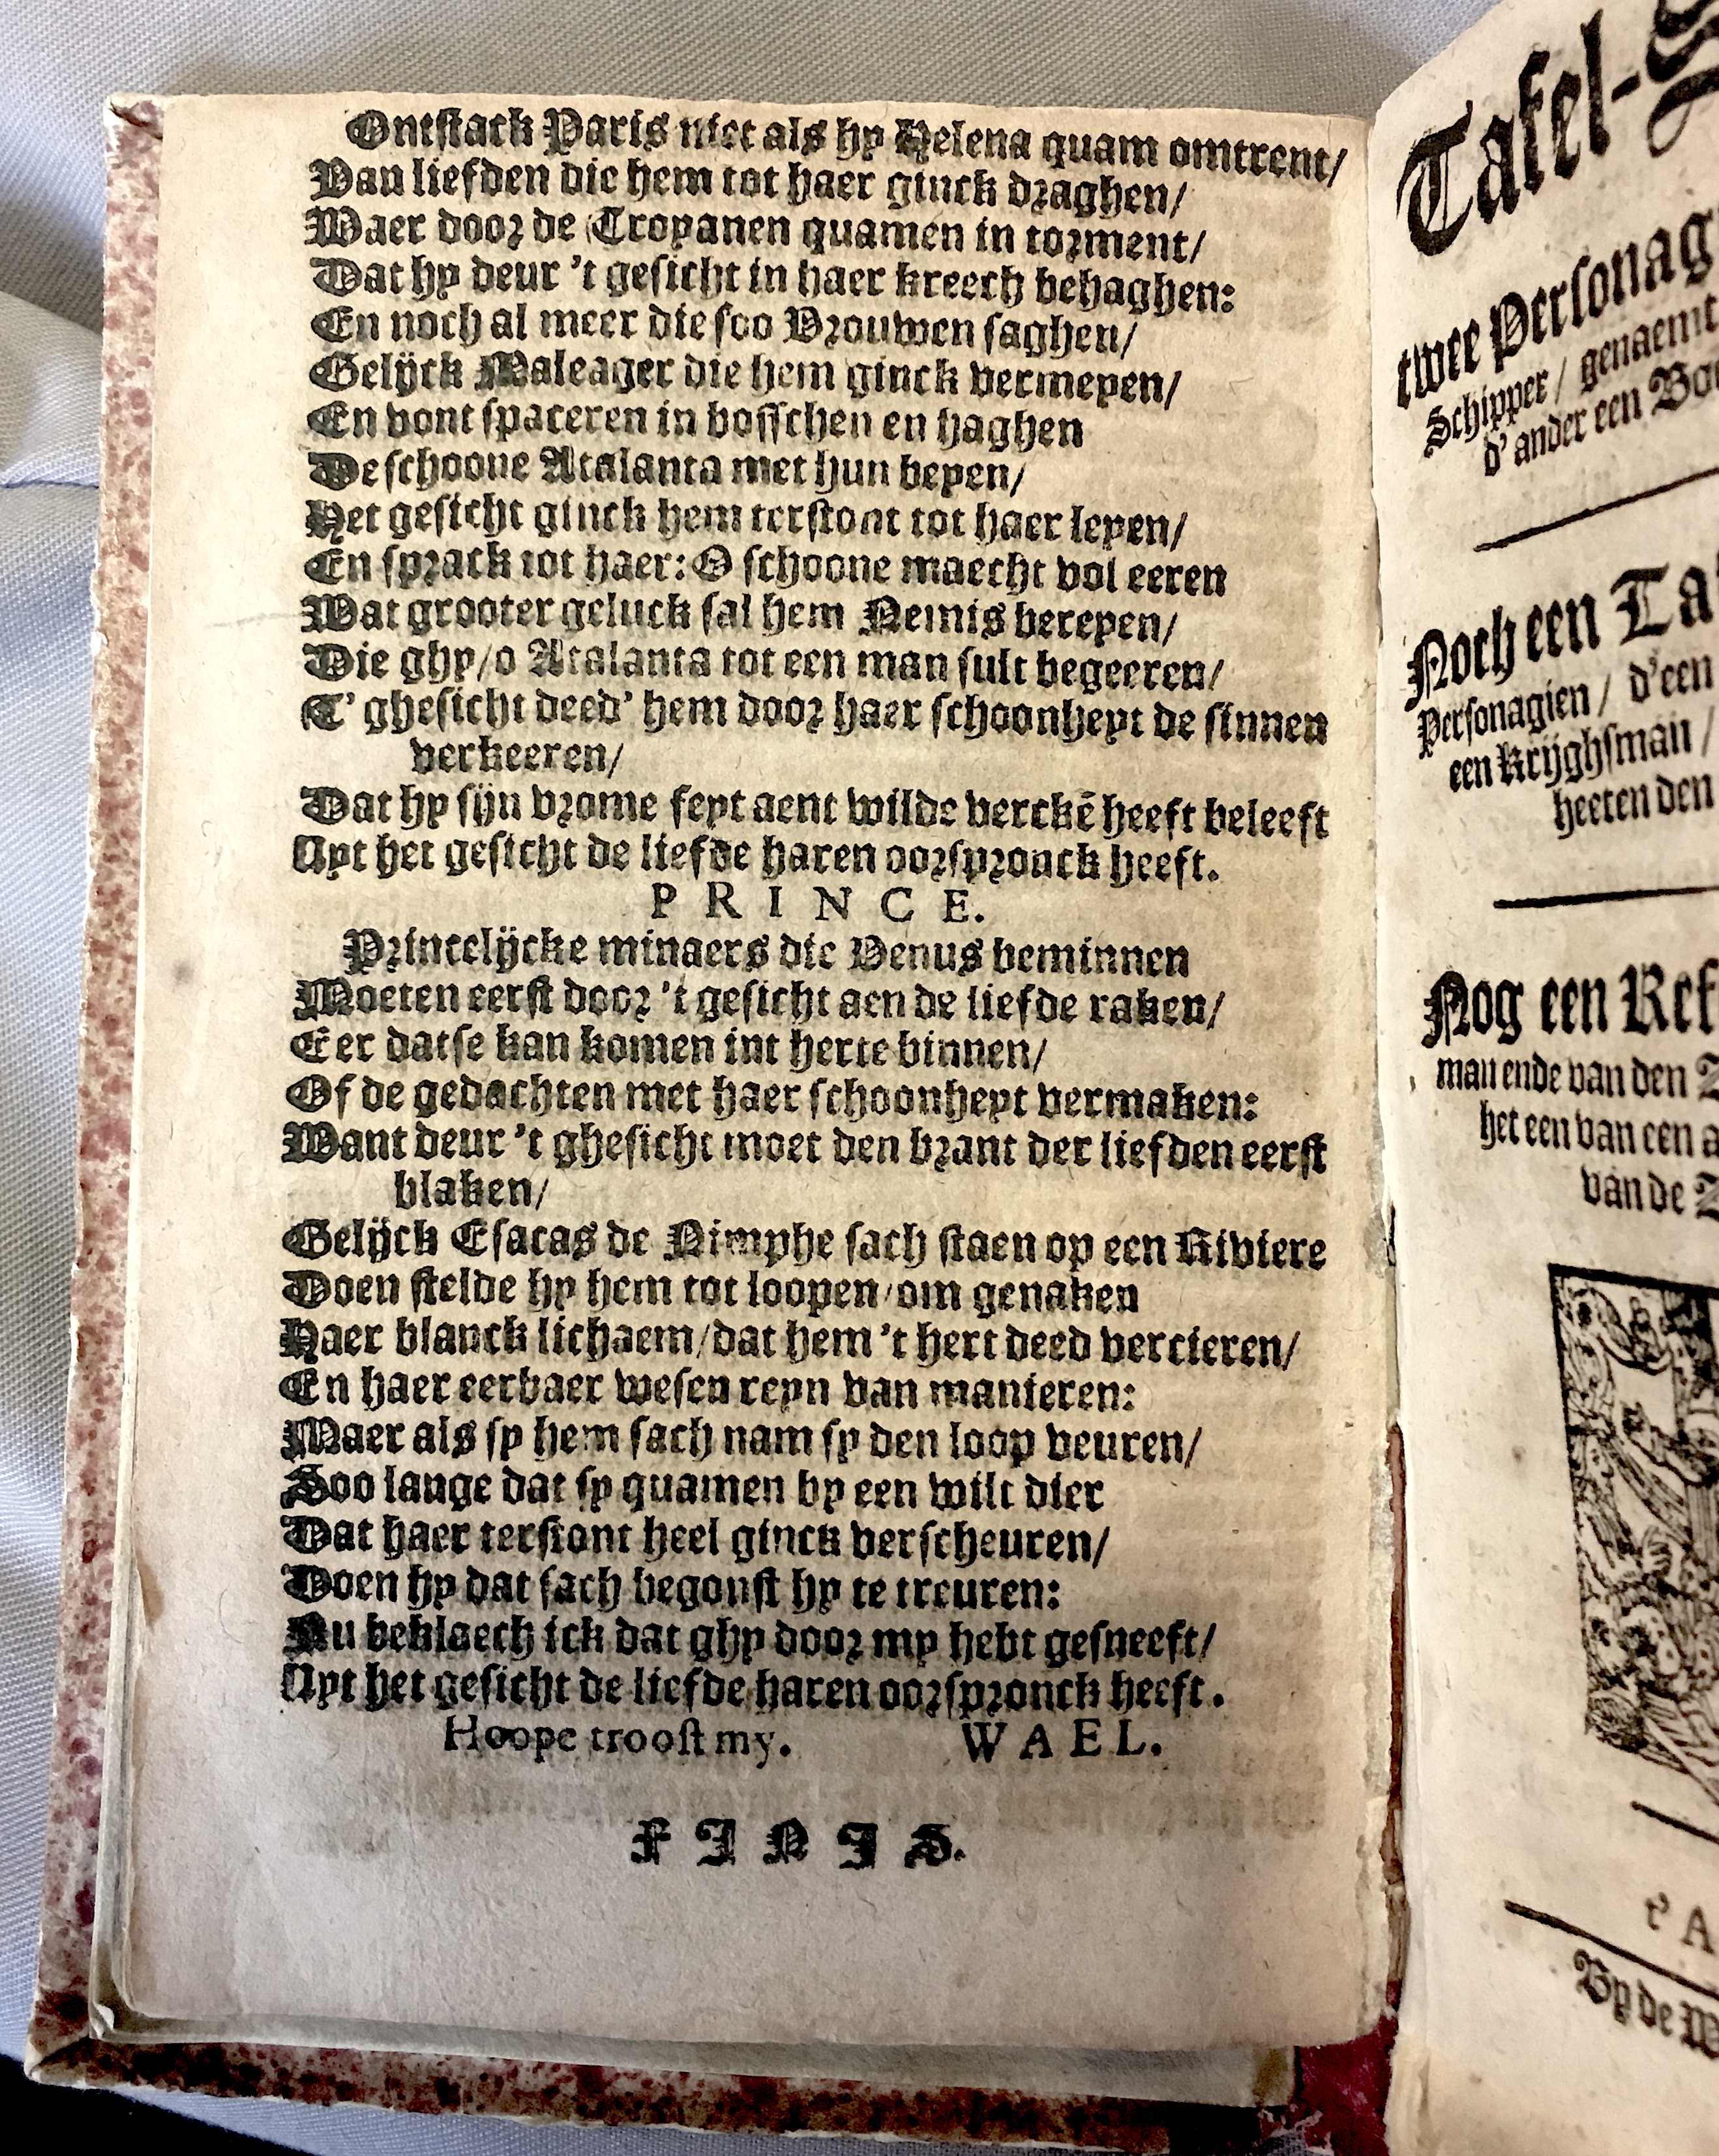 Ontstack Paris niet als hy Helena quam omtrent/
Van liefden die hem tot haer ginck draghen/
Waer door de Troyanen quamen in torment/
Dat hy deur 't gesicht in haer kreech behaghen:
En noch al meer die soo Vrouwen saghen/
Gelijck Maleager die hem ginck vermeyen/
En vont spaceren in bosschen en haghen
De schoone Atalanta met hun beyen/
Het gesicht ginck hem terstont tot haer leyen/
En sprack tot haer: O schoone maecht vol eeren
Wat grooter geluck sal hem Nemis bereyen/
Die ghy/o Atalanta tot een man sult begeeren/
T' ghesicht deed' hem door haer schoonheyt de sinnen
verkeeren/
Dat hy sijn vrome feyt aent wilde verckē heeft beleeft
Uyt het gesicht de liefde haren oorspronck heeft.
PRINCE.
Princelijcke minaers die Venus beminnen
Moeten eerst door 't gesicht aen de liefde raken/
Eer datse kan komen int herte binnen/
Of de gedachten met haer schoonheyt vermaken:
Want deur 't ghesicht moet den brant der liefden eerst
blaken/
Gelijck Esacas de Nimphe sach staen op een Riviere
Doen stelde hy hem tot loopen/om genaken
Haer blanck lichaem/dat hem 't hert deed vercieren/
En haer eerbaer wesen reyn van manieren:
Maer als sy hem sach nam sy den loop veuren/
Soo lange dat sy quamen by een wilt dier
Dat haer terstont heel ginck verscheuren/
Doen hy dat sach begonst hy te treuren:
Nu beklaech ick dat ghy door my hebt gesneeft/
Uyt het gesicht de liefde haren oorspronck heeft.
Hoope troost my. WAEL.
FINIS.
Tafel-S
twee Personag
Schipper / genaemt
d' ander een Bo
Noch een Ta
Personagien / d'een
een Krijghsman /
heeten den
Nog een Ref
man ende van den
het een van een a
van de
t' A
By de W